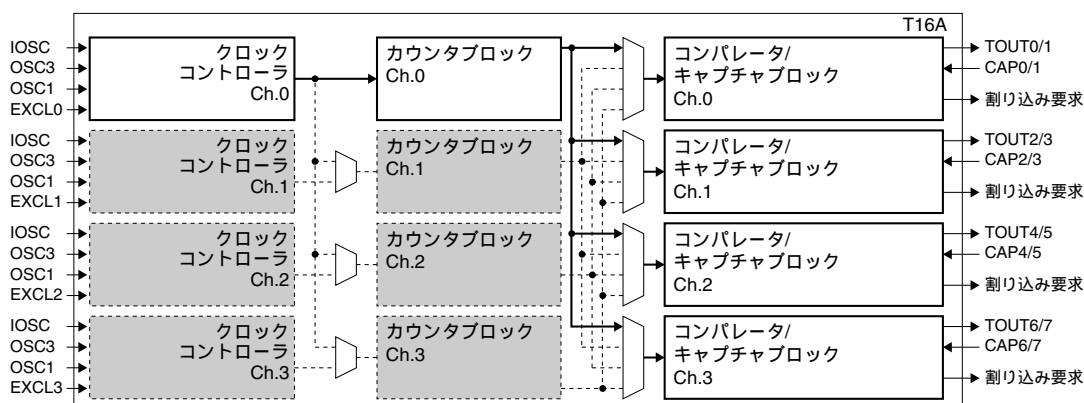 T16A
IOSC
OSC3
OSC1
EXCL0
クロック
コントローラ
Ch.0
カウンタブロック
Ch.0
コンパレータ/
キャプチャブロック
Ch.0
TOUT0/1
CAP0/1
割り込み要求
IOSC
OSC3
OSC1
EXCL1
クロック
コントローラ
Ch.1
カウンタブロック
Ch.1
コンパレータ/
キャプチャブロック
Ch.1
TOUT2/3
CAP2/3
割り込み要求
IOSC
OSC3
OSC1
EXCL2
クロック
コントローラ
Ch.2
カウンタブロック
Ch.2
コンパレータ/
キャプチャブロック
Ch.2
TOUT4/5
CAP4/5
割り込み要求
IOSC
OSC3
OSC1
EXCL3
クロック
コントローラ
Ch.3
カウンタブロック
Ch.3
コンパレータ/
キャプチャブロック
Ch.3
TOUT6/7
CAP6/7
割り込み要求